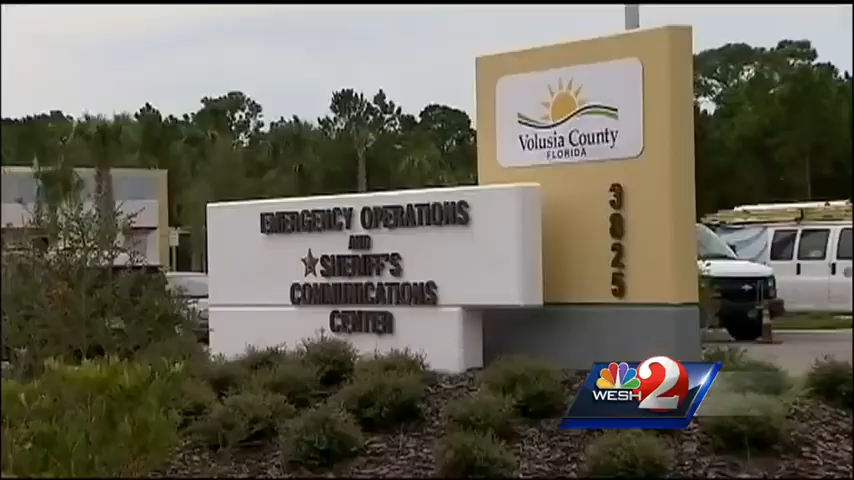 Volusia County
FLORIDA
3825
EMERGENCY OPERATIONS
AND
SHERIFF'S
COMMUNICATIONS
CENTER
WESH 2